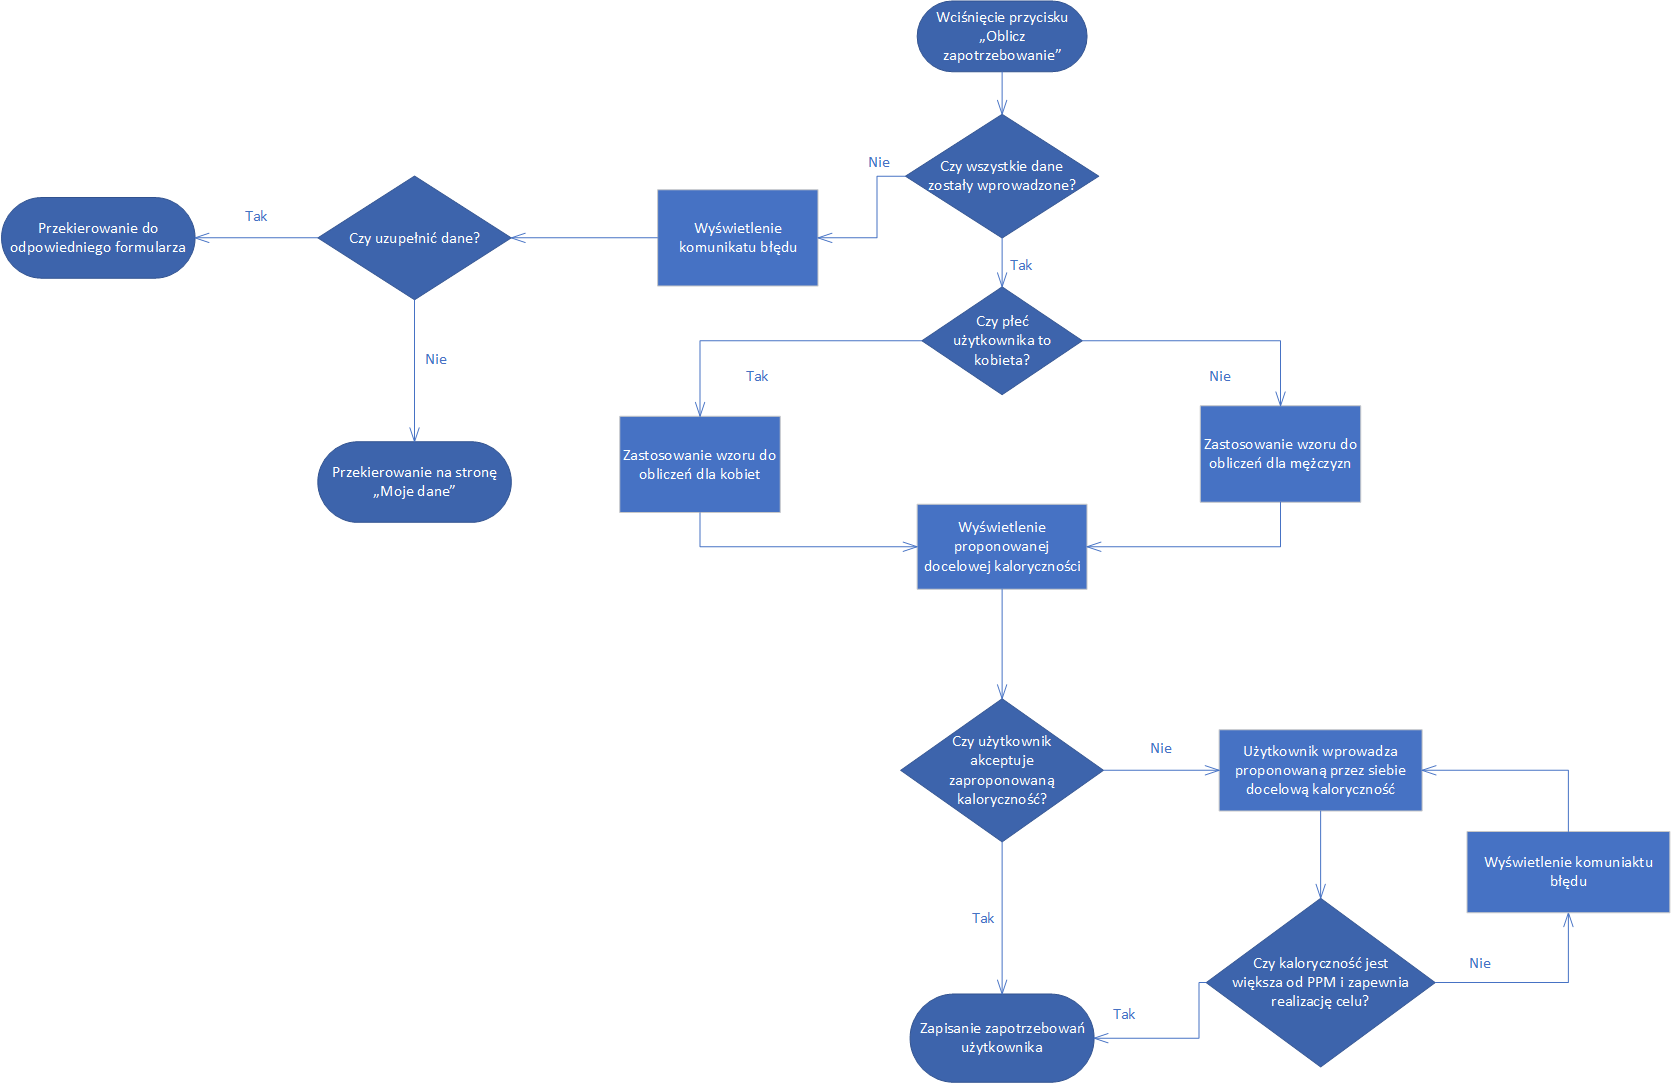 Wciśnięcie przycisku
„Oblicz
zapotrzebowanie”
Czy wszystkie dane
zostały wprowadzone?
Nie
Wyświetlenie
komunikatu błędu
Czy uzupełnić dane?
Tak
Przekierowanie do
odpowiedniego formularza
Nie
Przekierowanie na stronę
„Moje dane”
Tak
Czy płeć
użytkownika to
kobieta?
Tak
Zastosowanie wzoru do
obliczeń dla kobiet
Nie
Zastosowanie wzoru do
obliczeń dla mężczyzn
Wyświetlenie
proponowanej
docelowej kaloryczności
Czy użytkownik
akceptuje
zaproponowaną
kaloryczność?
Nie
Użytkownik wprowadza
proponowaną przez siebie
docelową kaloryczność
Wyświetlenie komuniaktu
błędu
Tak
Czy kaloryczność jest
większa od PPM i zapewnia
realizację celu?
Nie
Tak
Zapisanie zapotrzebowań
użytkownika